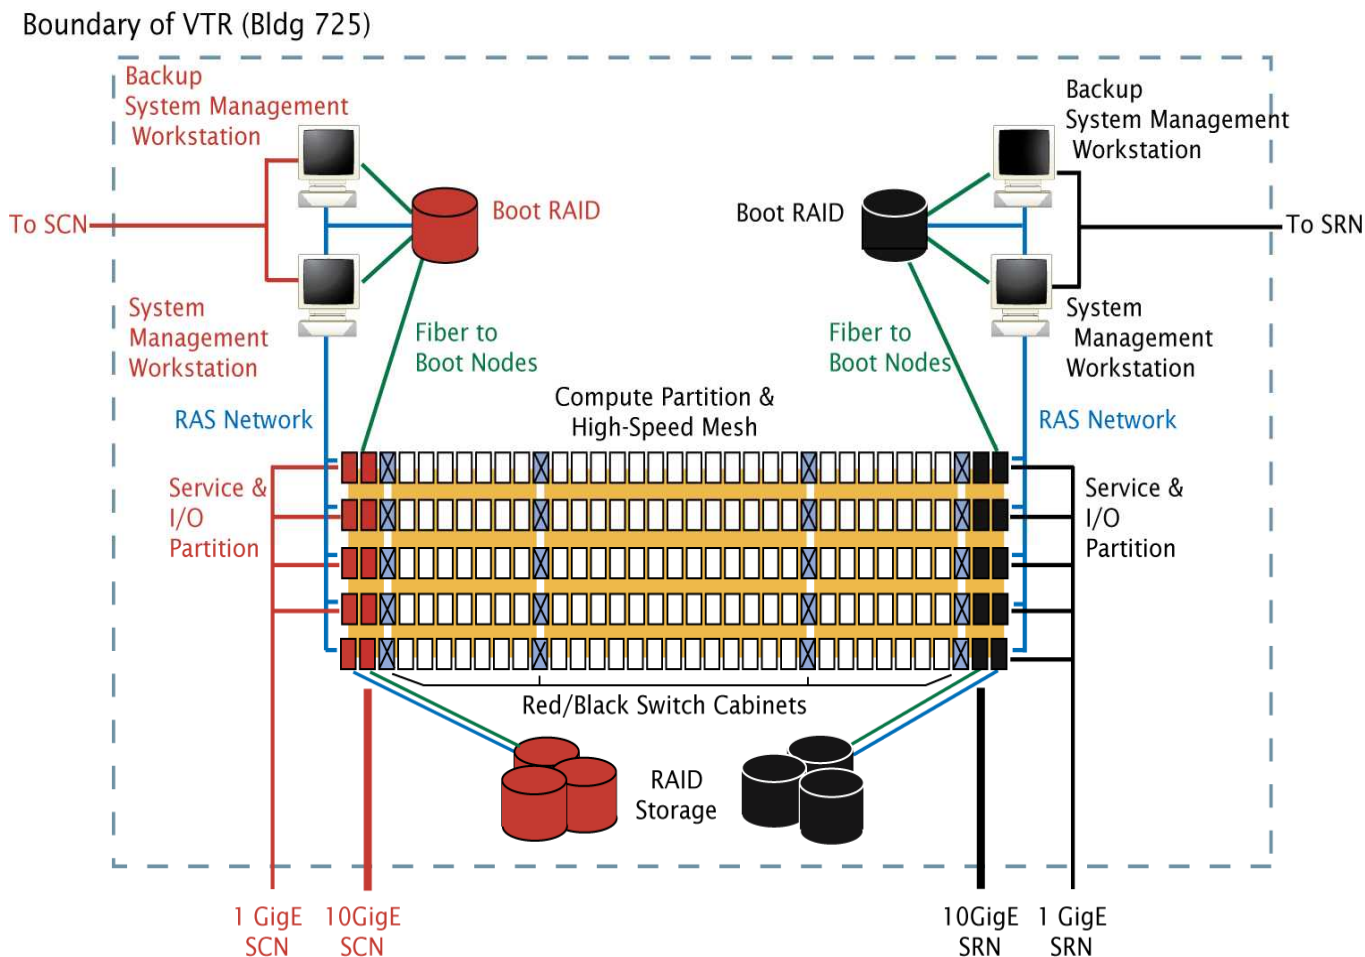 Boundary of VTR (Bldg 725)
Backup
System Management
Workstation
Backup
System Management
Workstation
To SCN
Boot RAID
Boot RAID
To SRN
System
Management
Workstation
Fiber to
Boot Nodes
Fiber to
Boot Nodes
System
Management
Workstation
RAS Network
Compute Partition &
High-Speed Mesh
RAS Network
Service &
I/O
Partition
Service &
I/O
Partition
Red/Black Switch Cabinets
RAID
Storage
1 GigE
SCN
10GigE
SCN
10GigE
SRN
1 GigE
SRN